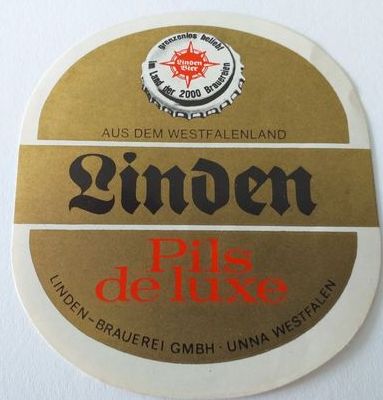 grenzenlos beliebt
Linden
Bier
im Land der 2000 Brauereien
AUS DEM WESTFALENLAND
Linden
Pils
de luxe
LINDEN-BRAUEREI GMBH · UNNA WESTFALEN